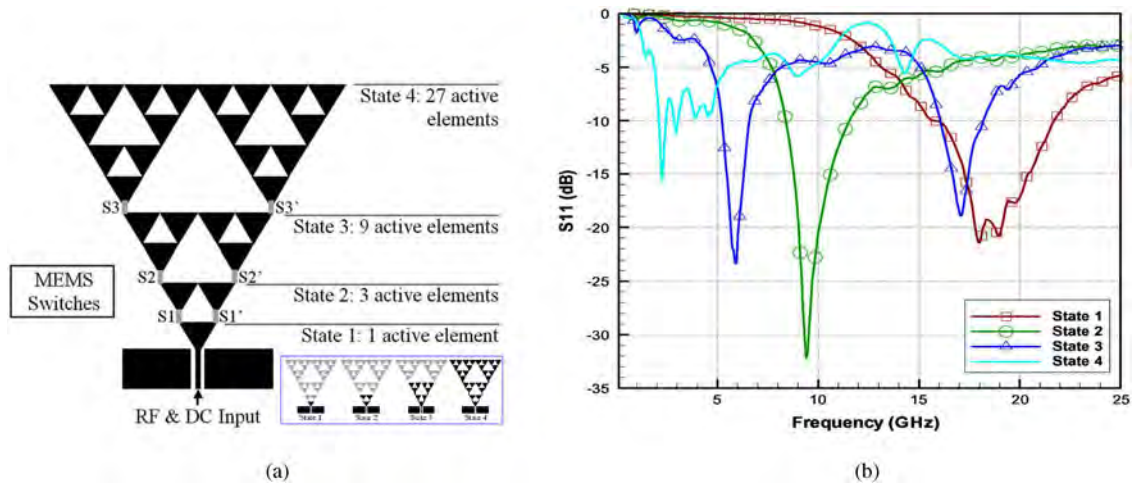 State 4: 27 active
elements
S3
S3'
State 3: 9 active elements
MEMS
Switches
S2
S2'
State 2: 3 active elements
S1
S1'
State 1: 1 active element
RF & DC Input
State 1
State 2
State 3
State 4
(a)
0
-5
-10
-15
-20
-25
-30
-35
S11 (dB)
5
10
15
20
25
Frequency (GHz)
State 1
State 2
State 3
State 4
(b)